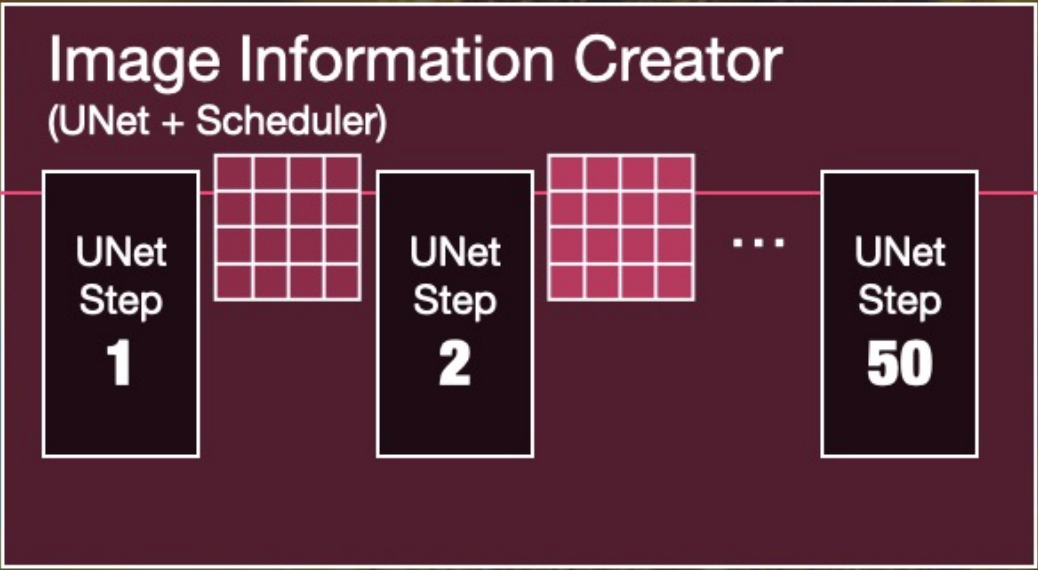 Image Information Creator
(UNet + Scheduler)
UNet
Step
1
UNet
Step
2
...
UNet
Step
50